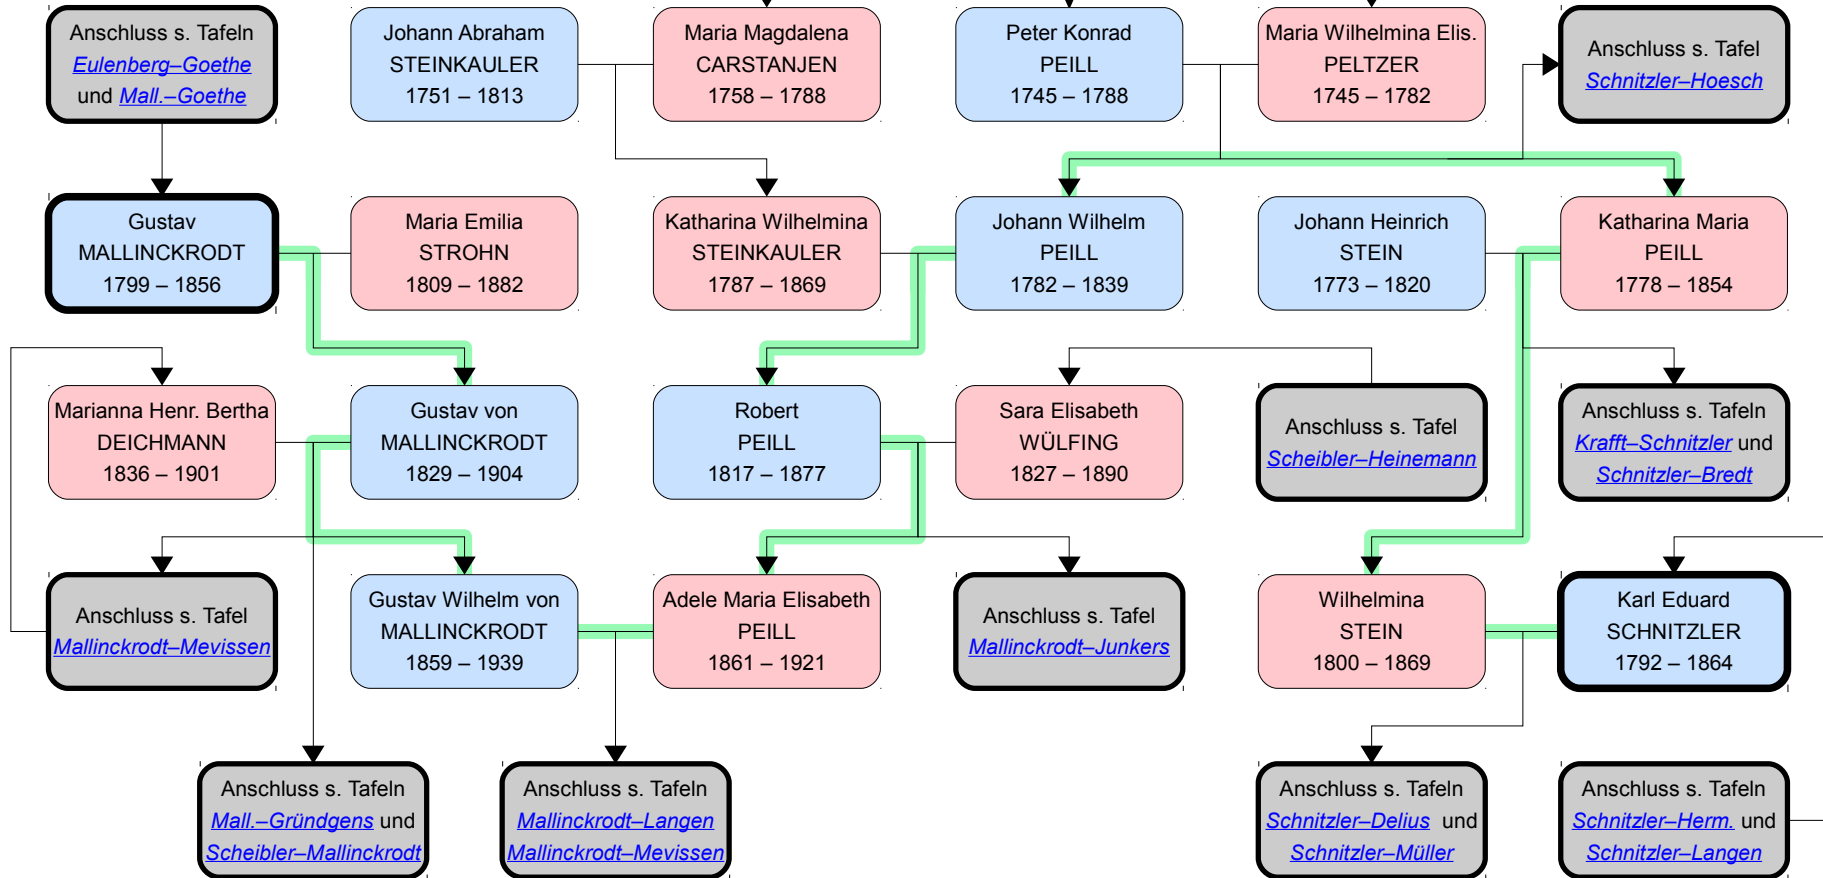 Anschluss s. Tafeln
Eulenberg–Goethe
und Mall.–Goethe
Johann Abraham
STEINKAULER
1751 – 1813
Maria Magdalena
CARSTANJEN
1758 – 1788
Peter Konrad
PEILL
1745 – 1788
Maria Wilhelmina Elis.
PELTZER
1745 – 1782
Anschluss s. Tafel
Schnitzler–Hoesch
Gustav
MALLINCKRODT
1799 – 1856
Maria Emilia
STROHN
1809 – 1882
Katharina Wilhelmina
STEINKAULER
1787 – 1869
Johann Wilhelm
PEILL
1782 – 1839
Johann Heinrich
STEIN
1773 – 1820
Katharina Maria
PEILL
1778 – 1854
Marianna Henr. Bertha
DEICHMANN
1836 – 1901
Gustav von
MALLINCKRODT
1829 – 1904
Robert
PEILL
1817 – 1877
Sara Elisabeth
WÜLFING
1827 – 1890
Anschluss s. Tafel
Scheibler–Heinemann
Anschluss s. Tafeln
Krafft–Schnitzler und
Schnitzler–Bredt
Anschluss s. Tafel
Mallinckrodt–Mevissen
Gustav Wilhelm von
MALLINCKRODT
1859 – 1939
Adele Maria Elisabeth
PEILL
1861 – 1921
Anschluss s. Tafel
Mallinckrodt–Junkers
Wilhelmina
STEIN
1800 – 1869
Karl Eduard
SCHNITZLER
1792 – 1864
Anschluss s. Tafeln
Mall.–Gründgens und
Scheibler–Mallinckrodt
Anschluss s. Tafeln
Mallinckrodt–Langen
Mallinckrodt–Mevissen
Anschluss s. Tafeln
Schnitzler–Delius und
Schnitzler–Müller
Anschluss s. Tafeln
Schnitzler–Herm. und
Schnitzler–Langen